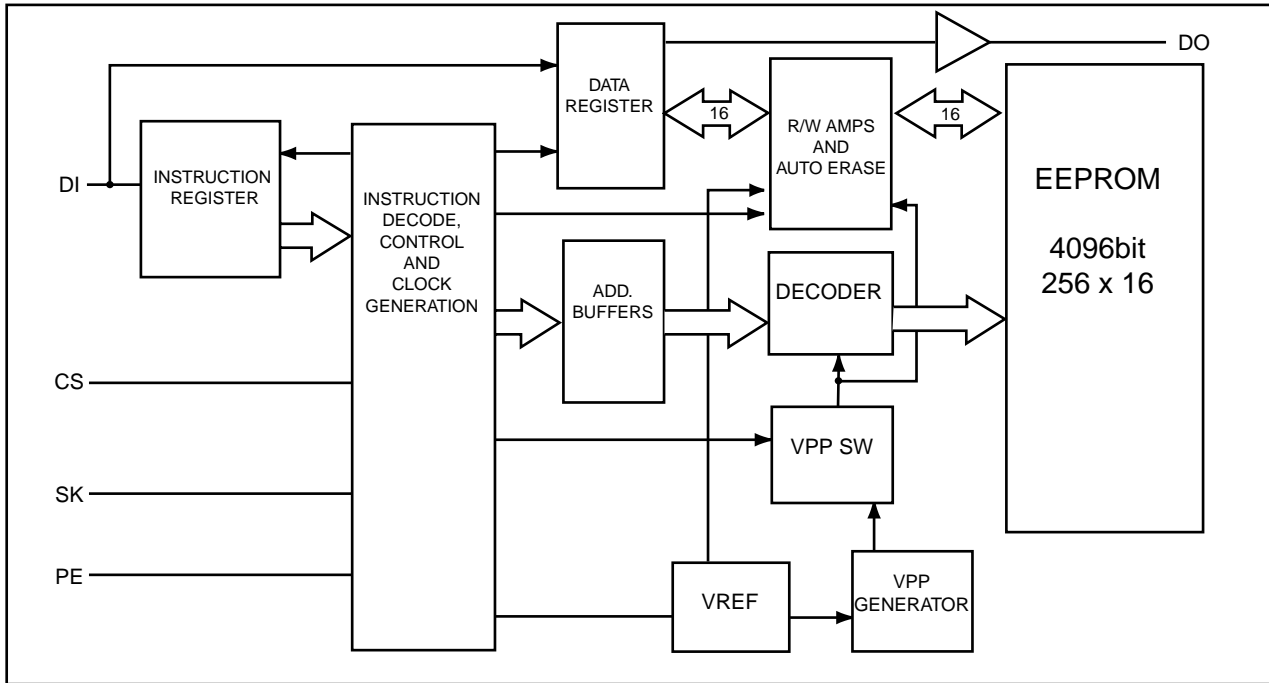 DO
DATA
REGISTER
16
R/W AMPS
AND
AUTO ERASE
16
EEPROM
4096bit
256 x 16
DI
INSTRUCTION
REGISTER
INSTRUCTION
DECODE,
CONTROL
AND
CLOCK
GENERATION
ADD.
BUFFERS
DECODER
CS
VPP SW
SK
PE
VREF
VPP
GENERATOR